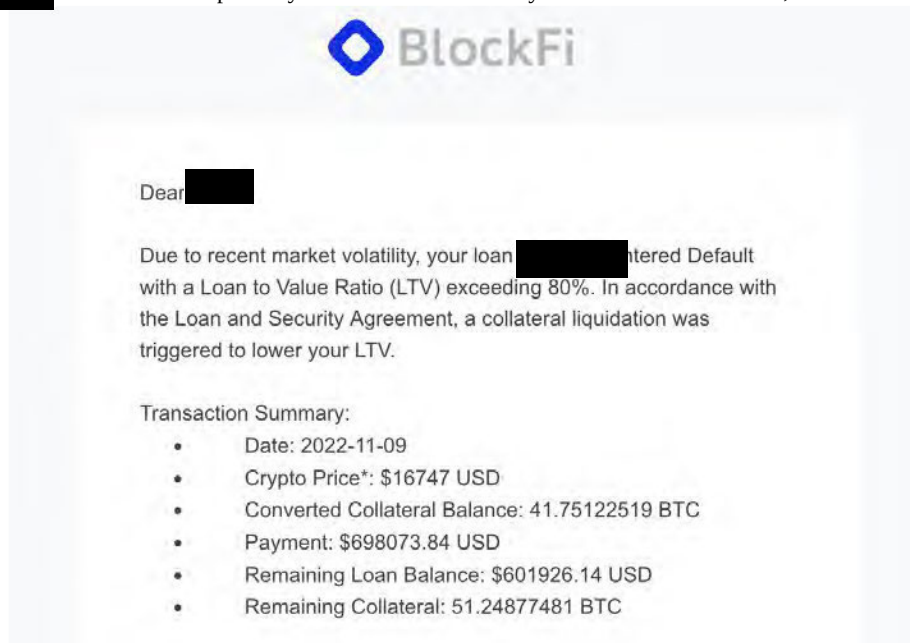 BlockFi
Dear
Due to recent market volatility, your loan tered Default
with a Loan to Value Ratio (LTV) exceeding 80%. In accordance with
the Loan and Security Agreement, a collateral liquidation was
triggered to lower your LTV.
Transaction Summary:
• Date: 2022-11-09
• Crypto Price*: $16747 USD
• Converted Collateral Balance: 41.75122519 BTC
• Payment: $698073.84 USD
• Remaining Loan Balance: $601926.14 USD
• Remaining Collateral: 51.24877481 BTC